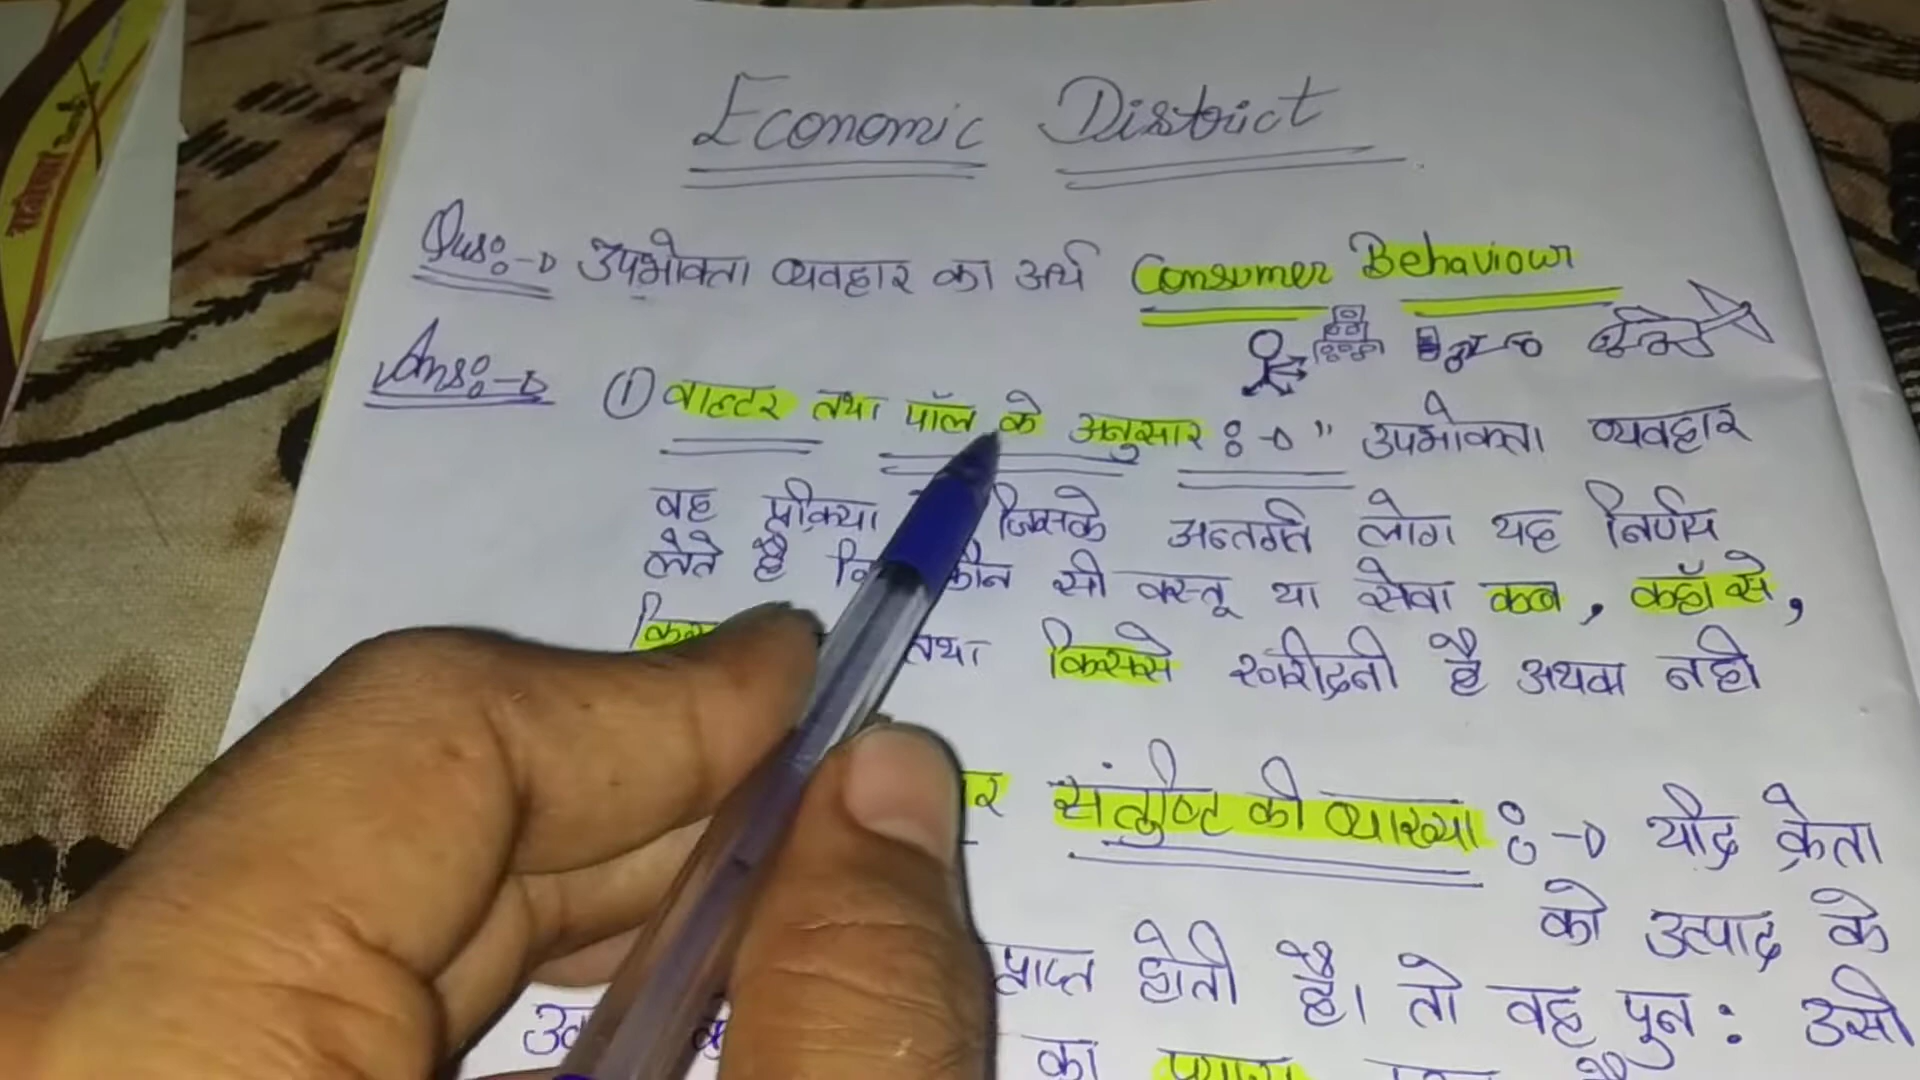 Economic District
Ques:- उपभोक्ता व्यवहार का अर्थ Consumer Behaviour
Ans:- ① वाल्टर तथा पॉल के अनुसार :- " उपभोक्ता व्यवहार
वह प्रक्रिया जिसके अन्तर्गत लोग यह निर्णय
लेते है कौन सी वस्तू या सेवा कब, कहाँ से,
तथा किससे खरीदनी है अथवा नही
संतुष्टि की व्याख्या :- यदि क्रेता
को उत्पाद के
प्राप्त होती है। तो वह पुन: उसी
का